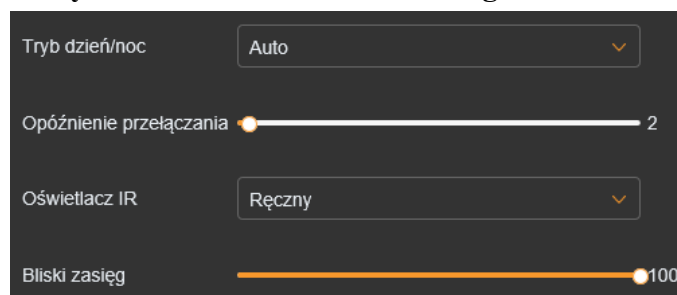 Tryb dzień/noc Auto
Opóźnienie przełączania 2
Oświetlacz IR Ręczny
Bliski zasięg 100